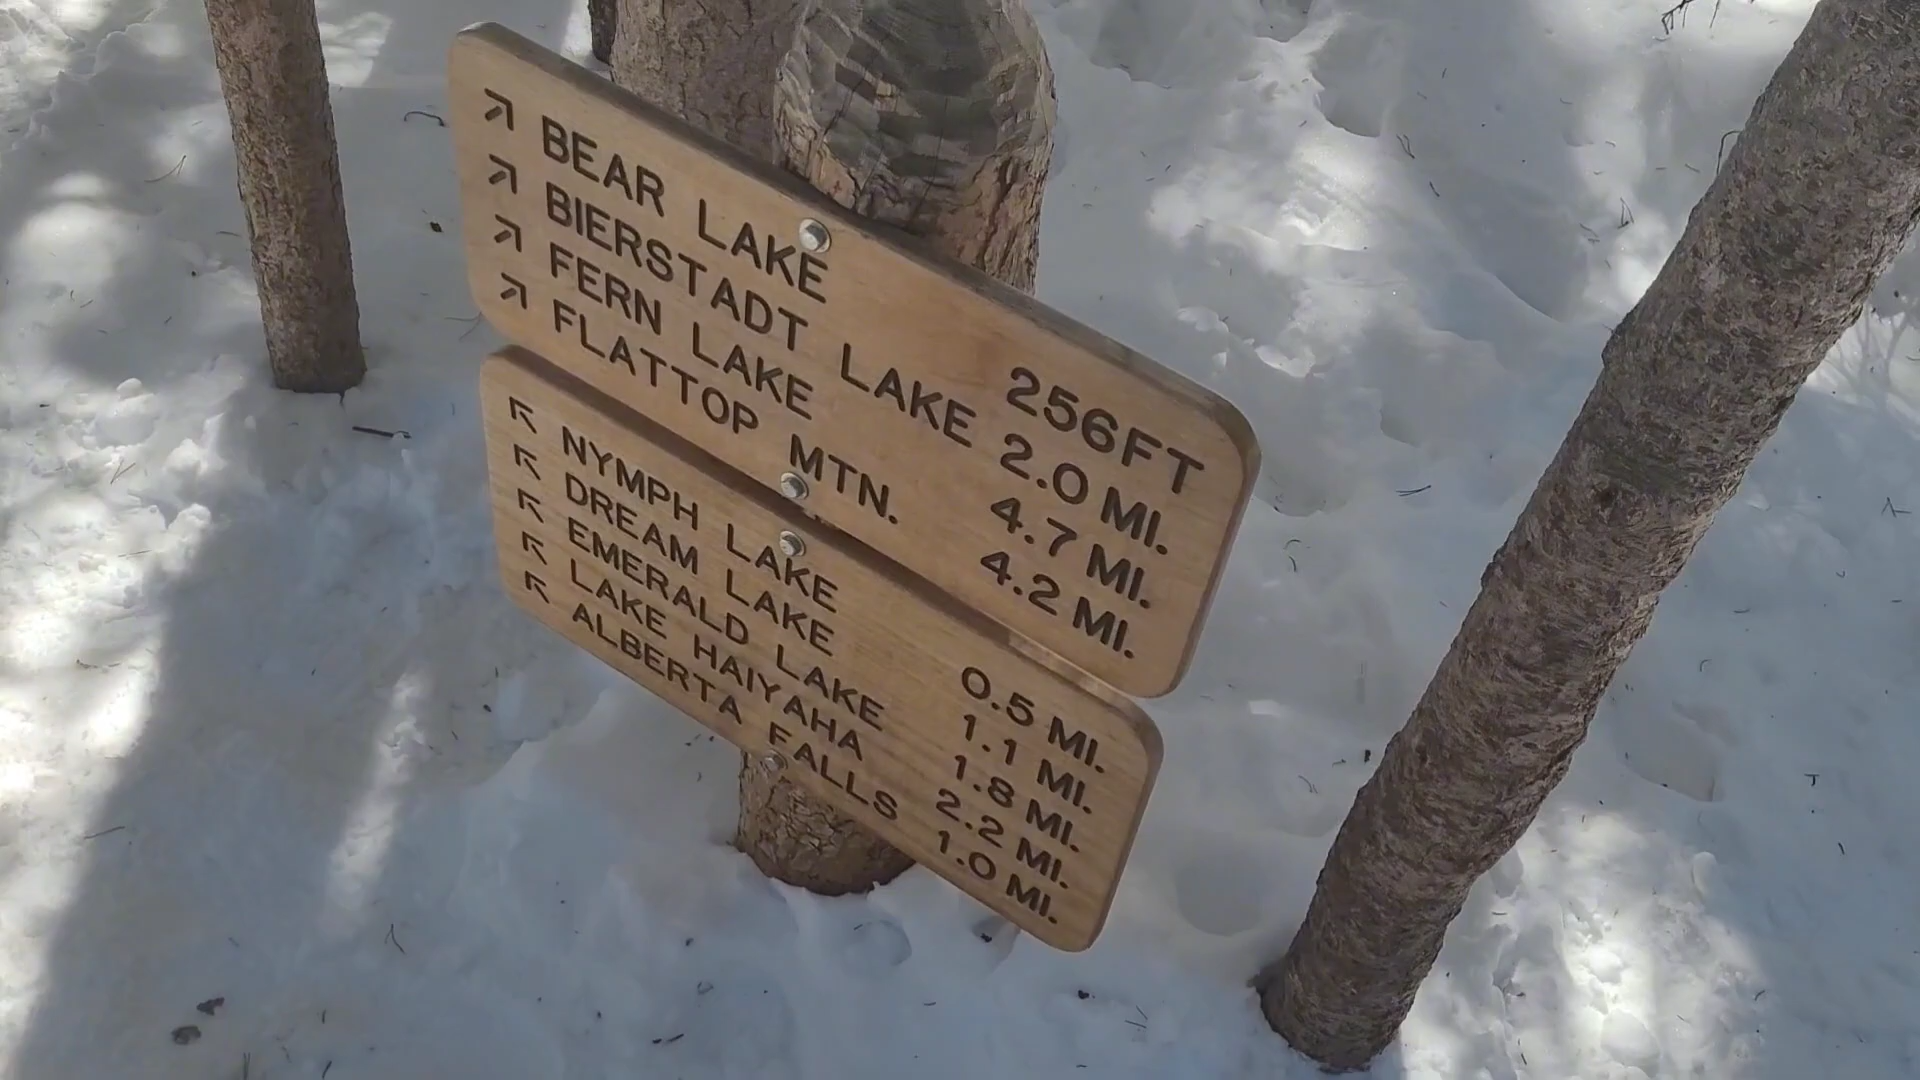 ↗ BEAR LAKE 256FT
↗ BIERSTADT LAKE 2.0 MI.
↗ FERN LAKE 4.7 MI.
↗ FLATTOP MTN. 4.2 MI.
↖ NYMPH LAKE 0.5 MI.
↖ DREAM LAKE 1.1 MI.
↖ EMERALD LAKE 1.8 MI.
↖ LAKE HAIYAHA 2.2 MI.
↖ ALBERTA FALLS 1.0 MI.